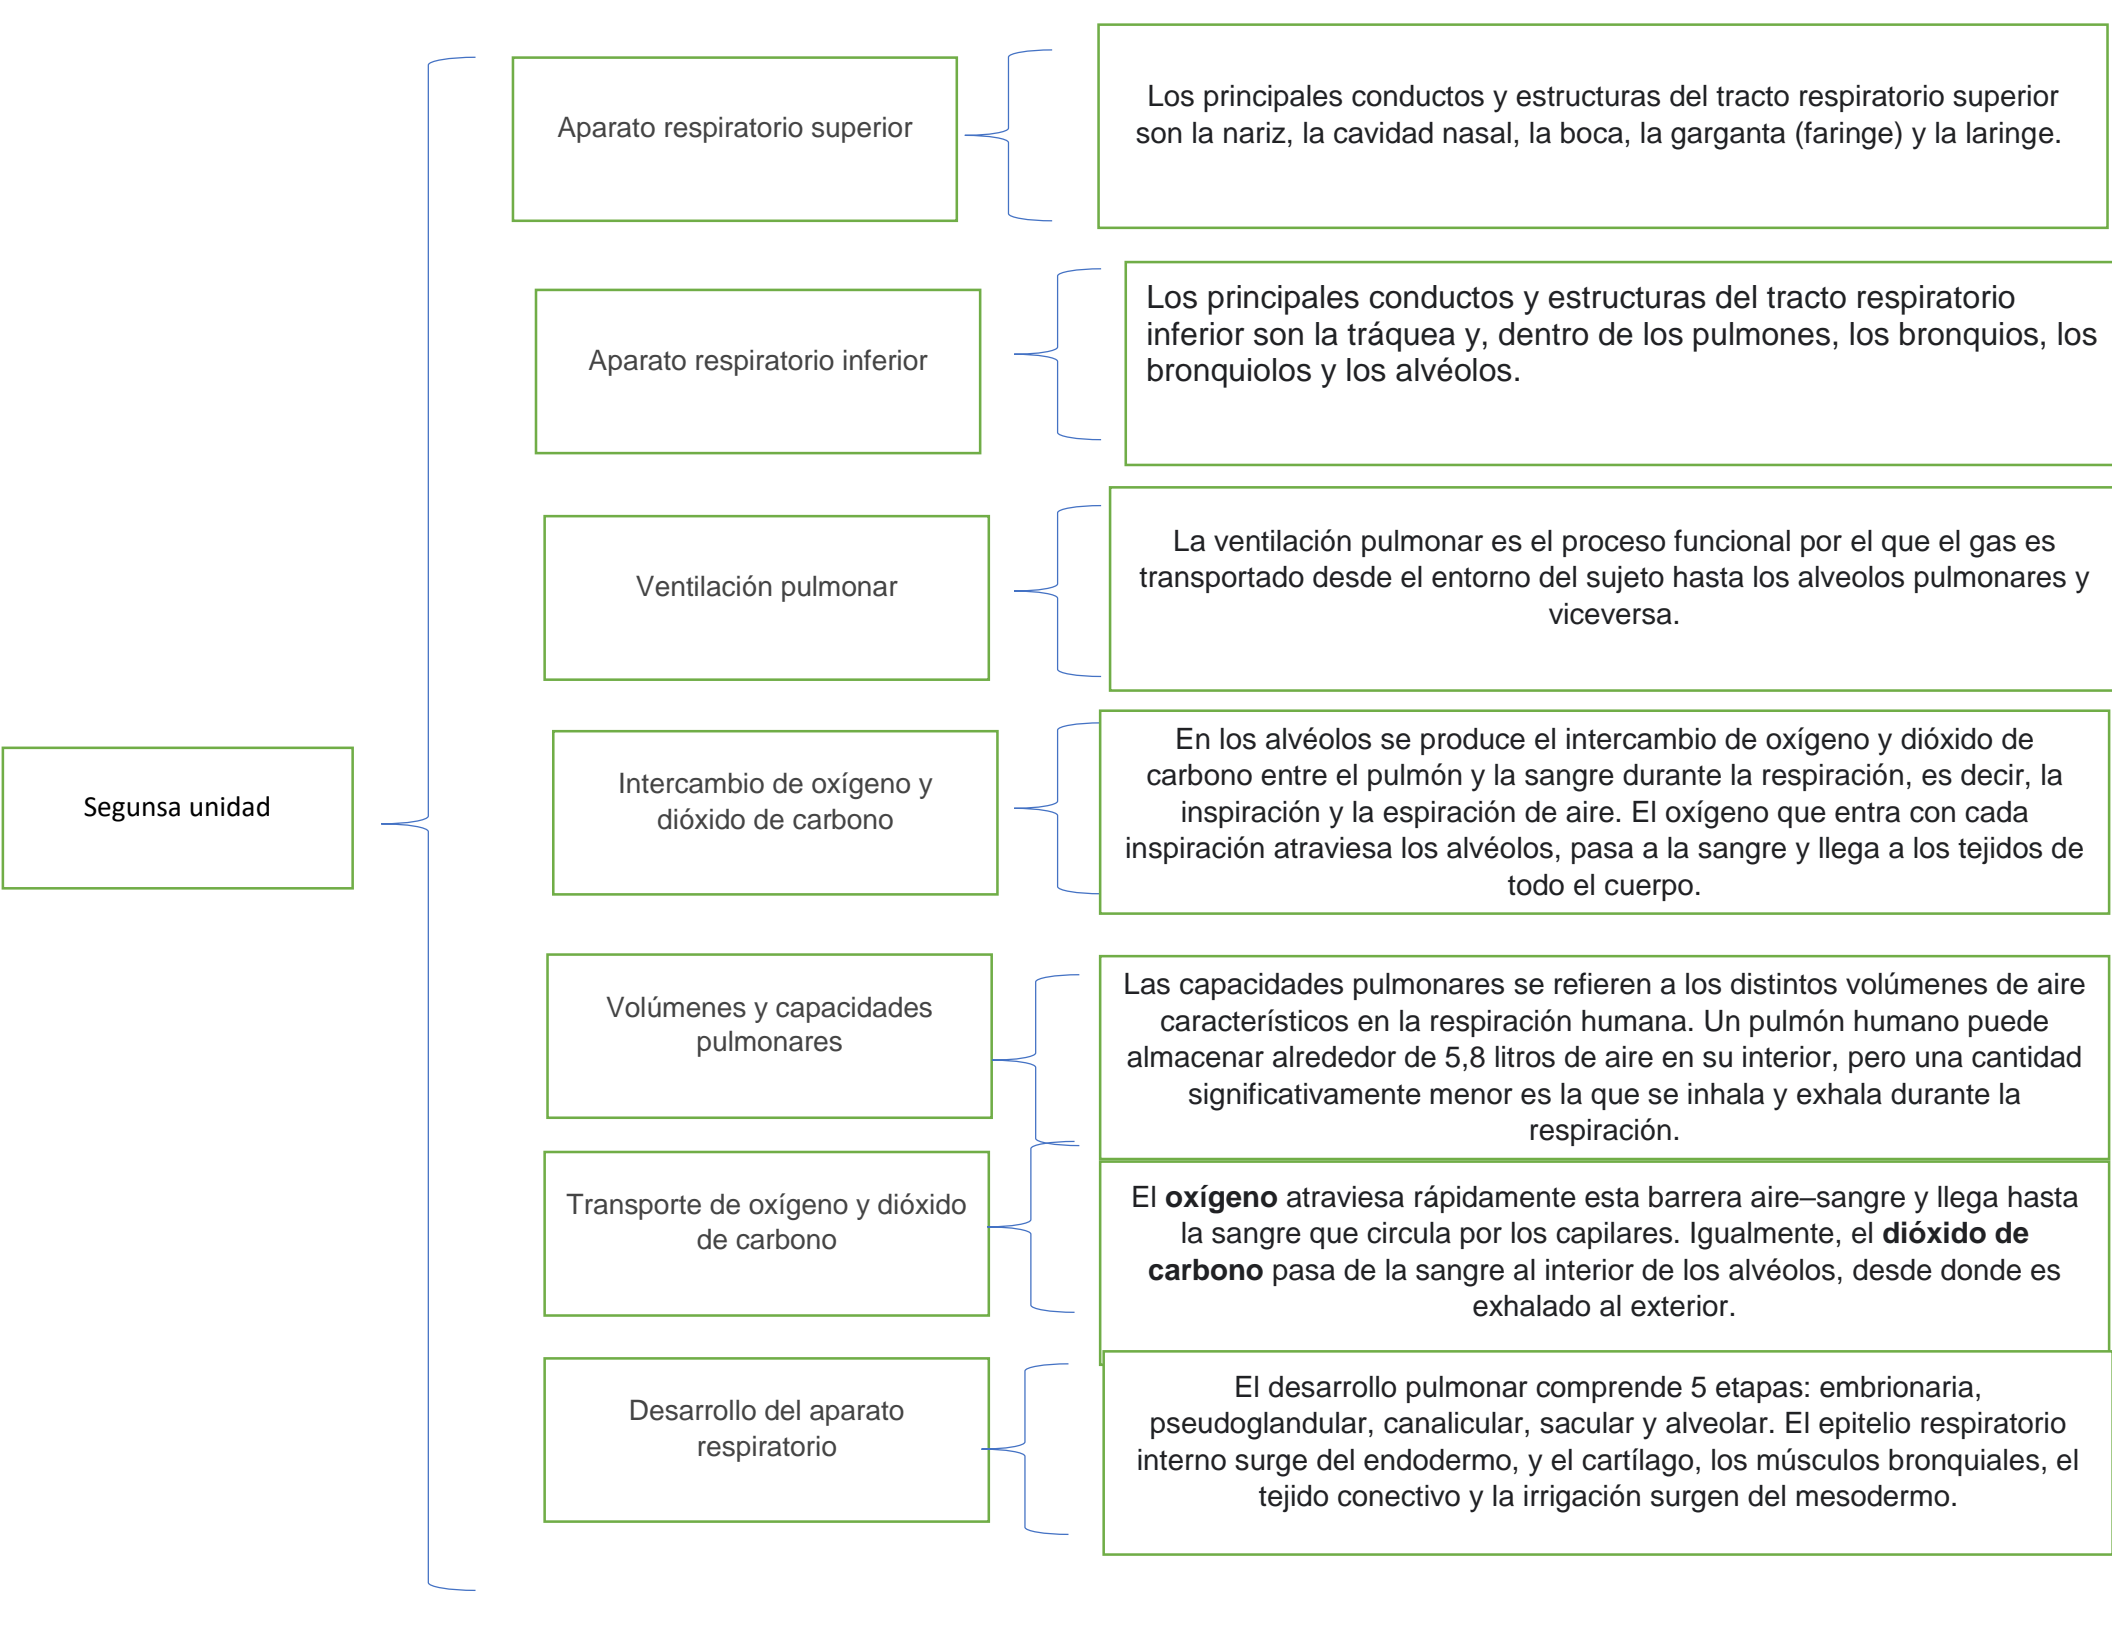 Segunsa unidad
Aparato respiratorio superior
Los principales conductos y estructuras del tracto respiratorio superior
son la nariz, la cavidad nasal, la boca, la garganta (faringe) y la laringe.
Aparato respiratorio inferior
Los principales conductos y estructuras del tracto respiratorio
inferior son la tráquea y, dentro de los pulmones, los bronquios, los
bronquiolos y los alvéolos.
Ventilación pulmonar
La ventilación pulmonar es el proceso funcional por el que el gas es
transportado desde el entorno del sujeto hasta los alveolos pulmonares y
viceversa.
Intercambio de oxígeno y
dióxido de carbono
En los alvéolos se produce el intercambio de oxígeno y dióxido de
carbono entre el pulmón y la sangre durante la respiración, es decir, la
inspiración y la espiración de aire. El oxígeno que entra con cada
inspiración atraviesa los alvéolos, pasa a la sangre y llega a los tejidos de
todo el cuerpo.
Volúmenes y capacidades
pulmonares
Las capacidades pulmonares se refieren a los distintos volúmenes de aire
característicos en la respiración humana. Un pulmón humano puede
almacenar alrededor de 5,8 litros de aire en su interior, pero una cantidad
significativamente menor es la que se inhala y exhala durante la
respiración.
Transporte de oxígeno y dióxido
de carbono
El oxígeno atraviesa rápidamente esta barrera aire–sangre y llega hasta
la sangre que circula por los capilares. Igualmente, el dióxido de
carbono pasa de la sangre al interior de los alvéolos, desde donde es
exhalado al exterior.
Desarrollo del aparato
respiratorio
El desarrollo pulmonar comprende 5 etapas: embrionaria,
pseudoglandular, canalicular, sacular y alveolar. El epitelio respiratorio
interno surge del endodermo, y el cartílago, los músculos bronquiales, el
tejido conectivo y la irrigación surgen del mesodermo.